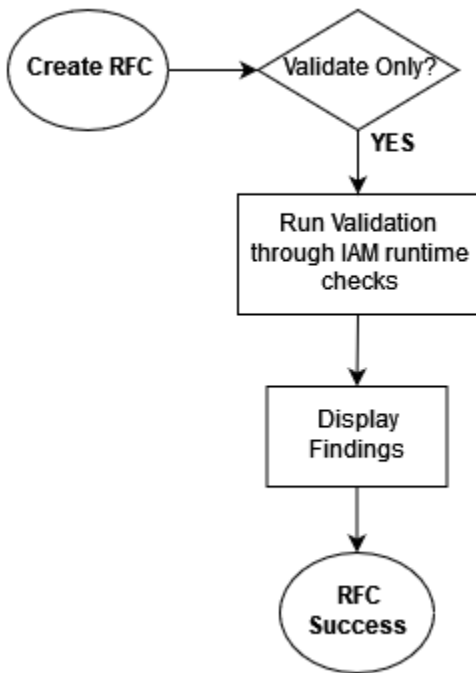 Create RFC
Validate Only?
YES
Run Validation
through IAM runtime
checks
Display
Findings
RFC
Success